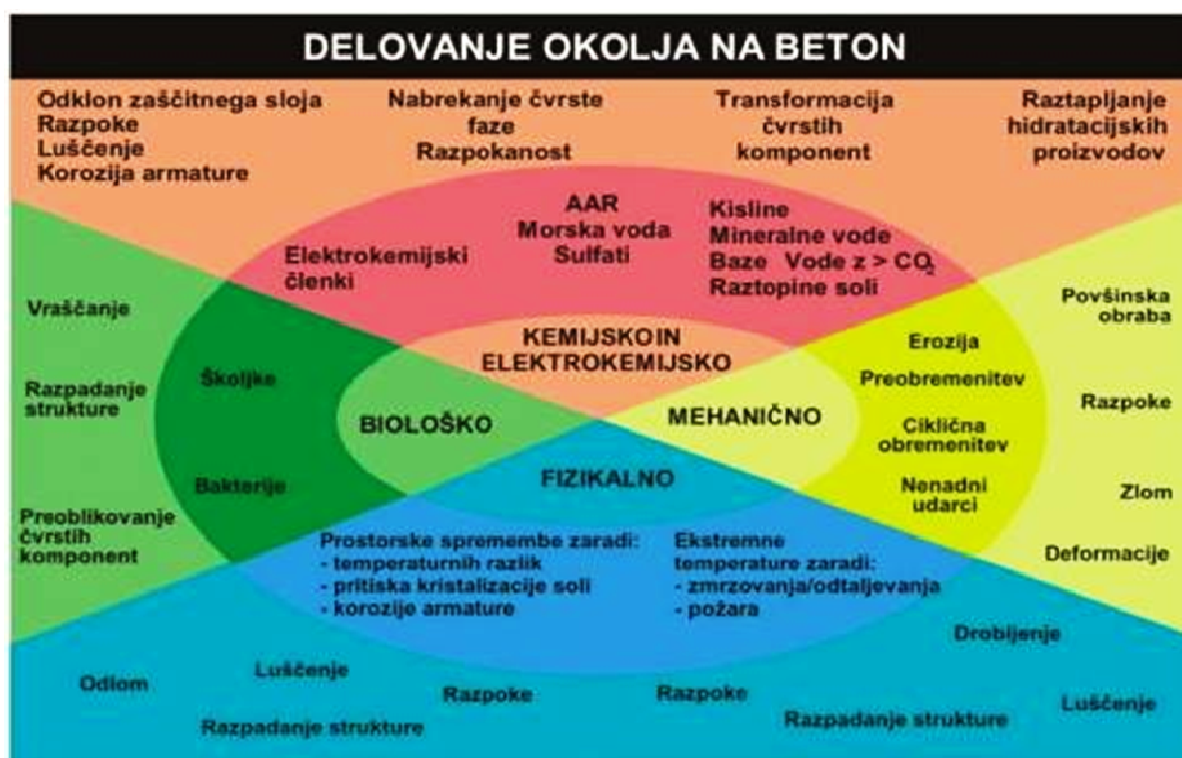 DELOVANJE OKOLJA NA BETON
Odklon zaščitnega sloja
Razpoke
Luščenje
Korozija armature
Nabrekanje čvrste
faze
Razpokanost
Transformacija
čvrstih
komponent
Raztapljanje
hidratacijskih
proizvodov
Elektrokemijski
členki
AAR
Morska voda
Sulfati
Kisline
Mineralne vode
Baze Vode z > CO₂
Raztopine soli
KEMIJSKO IN
ELEKTROKEMIJSKO
Vraščanje
Razpadanje
strukture
Preoblikovanje
čvrstih
komponent
Školjke
Bakterije
BIOLOŠKO
MEHANIČNO
Erozija
Preobremenitev
Ciklična
obremenitev
Nenadni
udarci
Povšinska
obraba
Razpoke
Zlom
Deformacije
FIZIKALNO
Prostorske spremembe zaradi:
- temperaturnih razlik
- pritiska kristalizacije soli
- korozije armature
Ekstremne
temperature zaradi:
- zmrzovanja/odtaljevanja
- požara
Odlom
Luščenje
Razpadanje strukture
Razpoke
Razpoke
Drobljenje
Razpadanje strukture
Luščenje